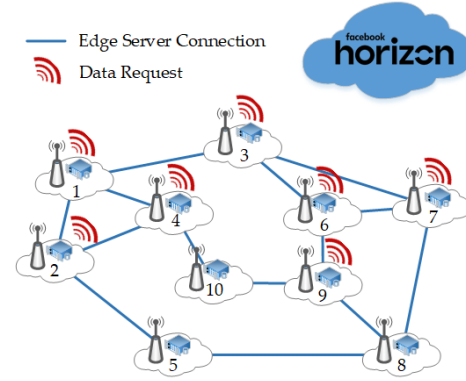 Edge Server Connection
Data Request
facebook
horizon
3
1
4
6
7
2
10
9
5
8